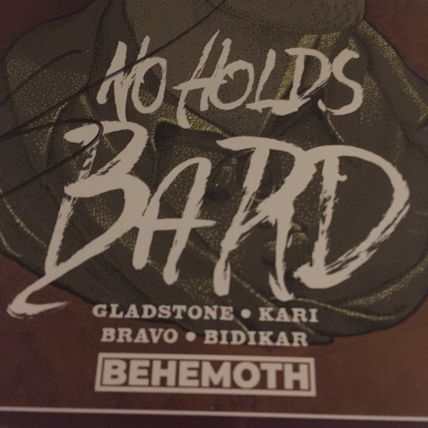 NO HOLDS
BARD
GLADSTONE • KARI
BRAVO • BIDIKAR
BEHEMOTH